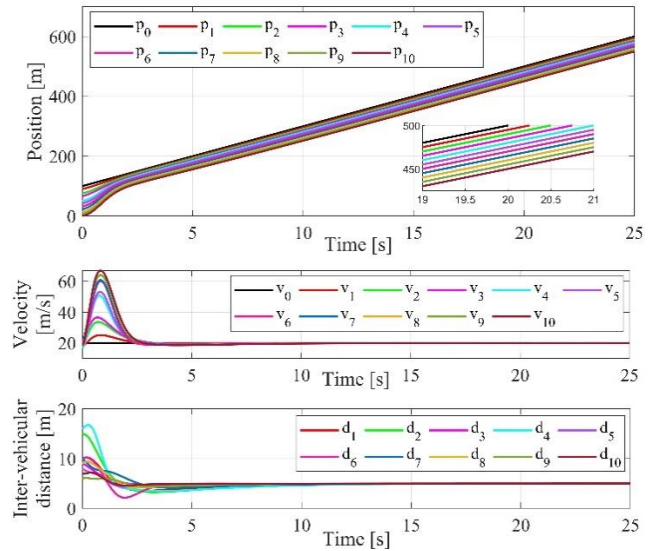 p0 p1 p2 p3 p4 p5
p6 p7 p8 p9 p10
600
400
200
0
Position [m]
500
450
19 19.5 20 20.5 21
0 5 10 15 20 25
Time [s]
60
40
20
Velocity
[m/s]
v0 v1 v2 v3 v4 v5
v6 v7 v8 v9 v10
0 5 10 15 20 25
Time [s]
20
10
0
Inter-vehicular
distance [m]
d1 d2 d3 d4 d5
d6 d7 d8 d9 d10
0 5 10 15 20 25
Time [s]